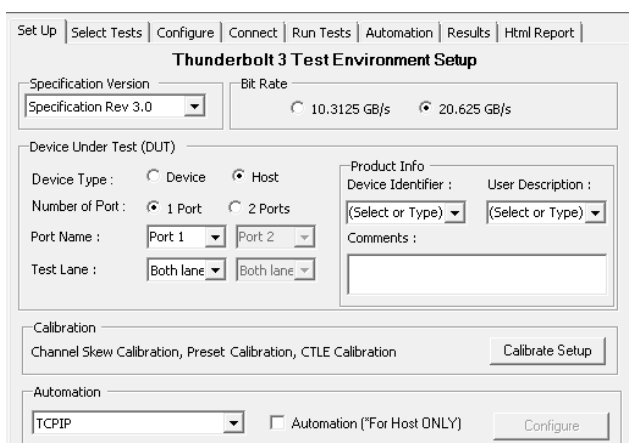 Set Up Select Tests Configure Connect Run Tests Automation Results Html Report
Thunderbolt 3 Test Environment Setup
Specification Version
Specification Rev 3.0
Bit Rate
10.3125 GB/s 20.625 GB/s
Device Under Test (DUT)
Device Type : Device Host
Number of Port : 1 Port 2 Ports
Port Name : Port 1 Port 2
Test Lane : Both lane Both lane
Product Info
Device Identifier : User Description :
(Select or Type) (Select or Type)
Comments :
Calibration
Channel Skew Calibration, Preset Calibration, CTLE Calibration Calibrate Setup
Automation
TCPIP Automation (*For Host ONLY) Configure